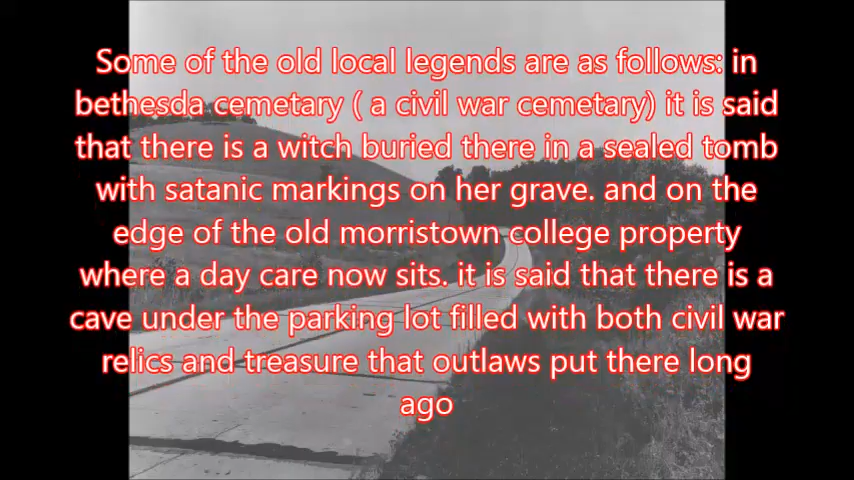 Some of the old local legends are as follows: in
bethesda cemetary ( a civil war cemetary) it is said
that there is a witch buried there in a sealed tomb
with satanic markings on her grave. and on the
edge of the old morristown college property
where a day care now sits. it is said that there is a
cave under the parking lot filled with both civil war
relics and treasure that outlaws put there long
ago